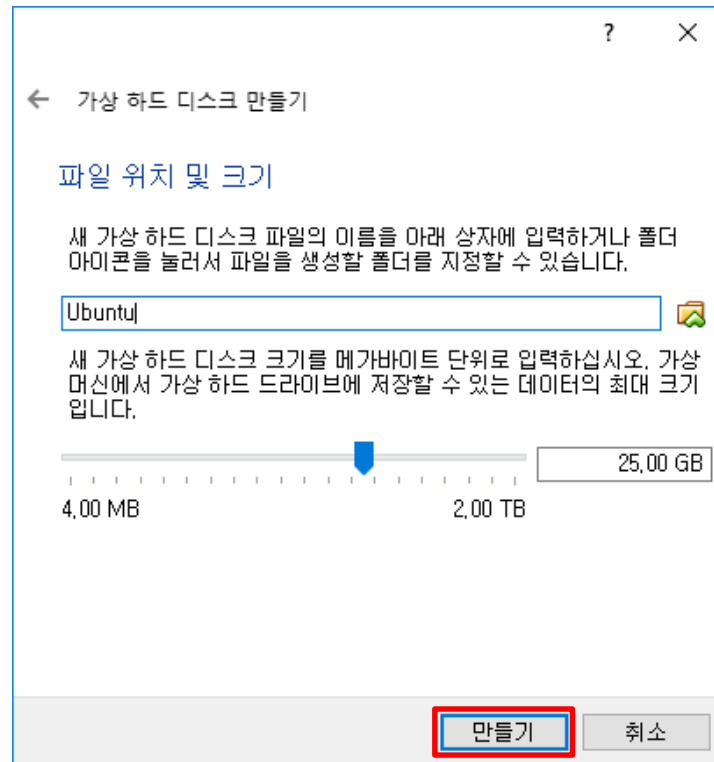 ?
가상 하드 디스크 만들기
파일 위치 및 크기
새 가상 하드 디스크 파일의 이름을 아래 상자에 입력하거나 폴더
아이콘을 눌러서 파일을 생성할 폴더를 지정할 수 있습니다.
Ubuntu
새 가상 하드 디스크 크기를 메가바이트 단위로 입력하십시오. 가상
머신에서 가상 하드 드라이브에 저장할 수 있는 데이터의 최대 크기
입니다.
25,00 GB
4,00 MB 2,00 TB
만들기 취소